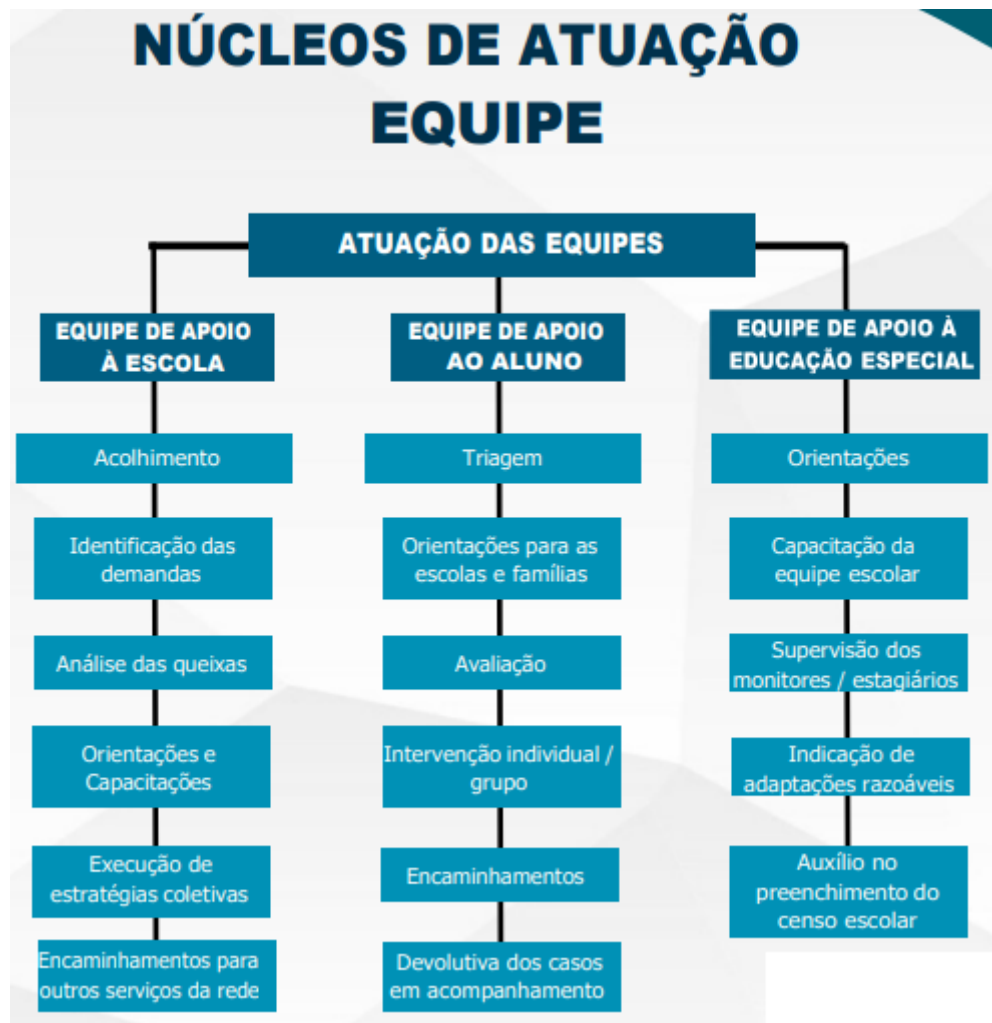 NÚCLEOS DE ATUAÇÃO
EQUIPE
ATUAÇÃO DAS EQUIPES
EQUIPE DE APOIO
À ESCOLA
Acolhimento
Identificação das
demandas
Análise das queixas
Orientações e
Capacitações
Execução de
estratégias coletivas
Encaminhamentos para
outros serviços da rede
EQUIPE DE APOIO
AO ALUNO
Triagem
Orientações para as
escolas e famílias
Avaliação
Intervenção individual /
grupo
Encaminhamentos
Devolutiva dos casos
em acompanhamento
EQUIPE DE APOIO À
EDUCAÇÃO ESPECIAL
Orientações
Capacitação da
equipe escolar
Supervisão dos
monitores / estagiários
Indicação de
adaptações razoáveis
Auxílio no
preenchimento do
censo escolar